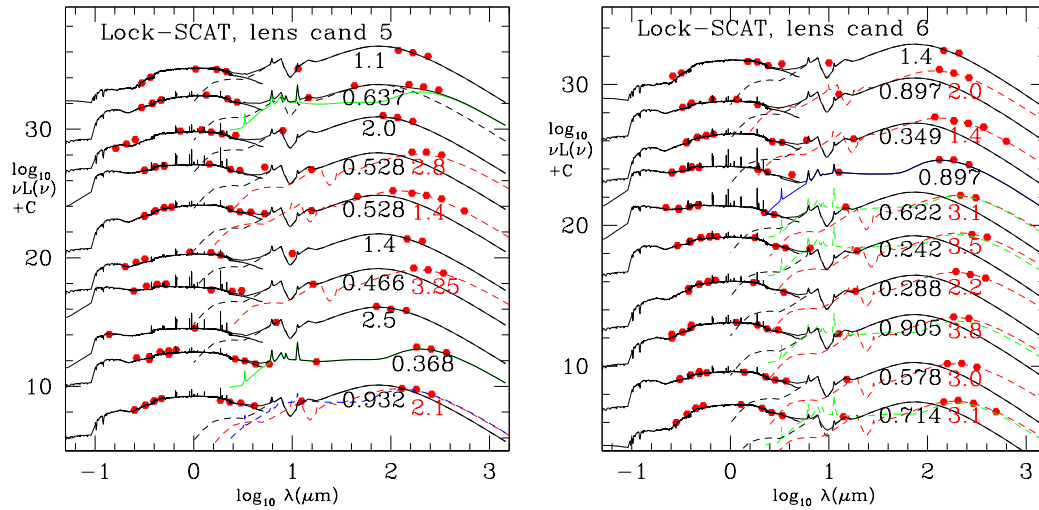 Lock-SCAT, lens cand 5
1.1
0.637
2.0
0.528 2.8
0.528 1.4
1.4
0.466 3.25
2.5
0.368
0.932 2.1
30
20
10
log10
νL(ν)
+C
−1 0 1 2 3
log10 λ(μm)
Lock-SCAT, lens cand 6
1.4
0.897 2.0
0.349 1.4
0.897
0.622 3.1
0.242 3.5
0.288 2.2
0.905 3.8
0.578 3.0
0.714 3.1
30
20
10
log10
νL(ν)
+C
−1 0 1 2 3
log10 λ(μm)